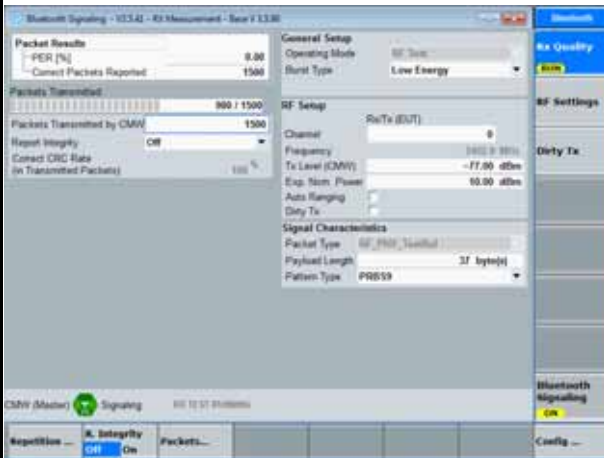 Bluetooth Signaling - V3.5.41 - RX Measurement - Base V 3.5.80
Bluetooth
Packet Results
PER [%] 0.00
Correct Packets Reported 1500
Packets Transmitted
900 / 1500
Packets Transmitted by CMW 1500
Report Integrity Off
Correct CRC Rate
(in Transmitted Packets) 100 %
General Setup
Operating Mode RF Test
Burst Type Low Energy
RF Setup
Rx/Tx (EUT)
Channel 0
Frequency 2402.0 MHz
Tx Level (CMW) -77.00 dBm
Exp. Nom. Power 10.00 dBm
Auto Ranging
Dirty Tx
Signal Characteristics
Packet Type RF_PHY_TestRef
Payload Length 37 byte(s)
Pattern Type PRBS9
Rx Quality
RUN
RF Settings
Dirty Tx
Bluetooth
Signaling
ON
CMW (Master) Signaling RX TEST RUNNING
Repetition ...
R. Integrity
Off On
Packets...
Config ...